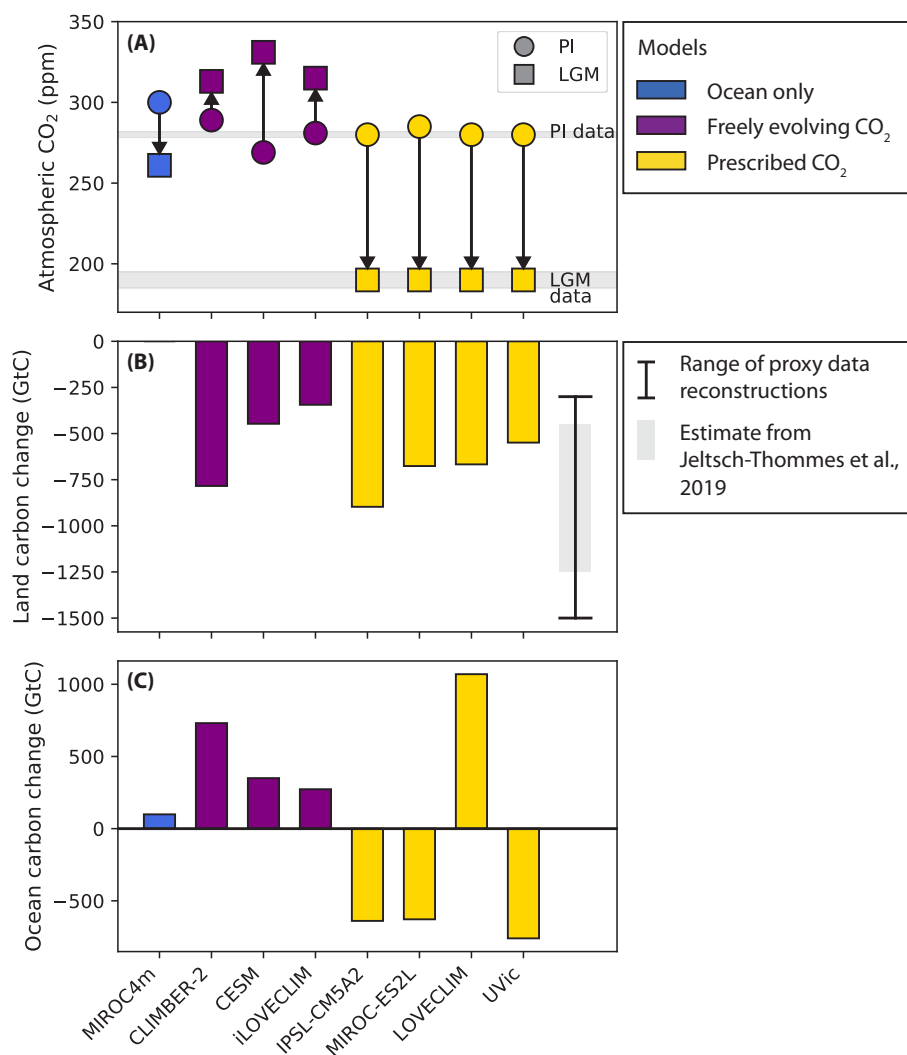 (A)
Atmospheric CO2 (ppm)
350
300
250
200
PI
LGM
PI data
LGM
data
Models
Ocean only
Freely evolving CO2
Prescribed CO2
(B)
Land carbon change (GtC)
0
−250
−500
−750
−1000
−1250
−1500
Range of proxy data
reconstructions
Estimate from
Jeltsch-Thommes et al.,
2019
(C)
Ocean carbon change (GtC)
1000
500
0
−500
MIROC4m
CLIMBER-2
CESM
iLOVECLIM
IPSL-CM5A2
MIROC-ES2L
LOVECLIM
UVic